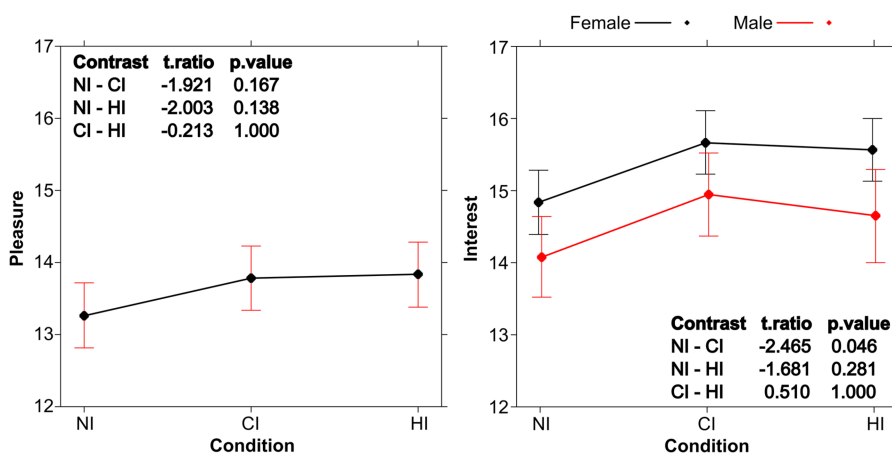 Female Male
17
16
15
14
13
12
Pleasure
Contrast t.ratio p.value
NI - CI -1.921 0.167
NI - HI -2.003 0.138
CI - HI -0.213 1.000
NI CI HI
Condition
17
16
15
14
13
12
Interest
Contrast t.ratio p.value
NI - CI -2.465 0.046
NI - HI -1.681 0.281
CI - HI 0.510 1.000
NI CI HI
Condition